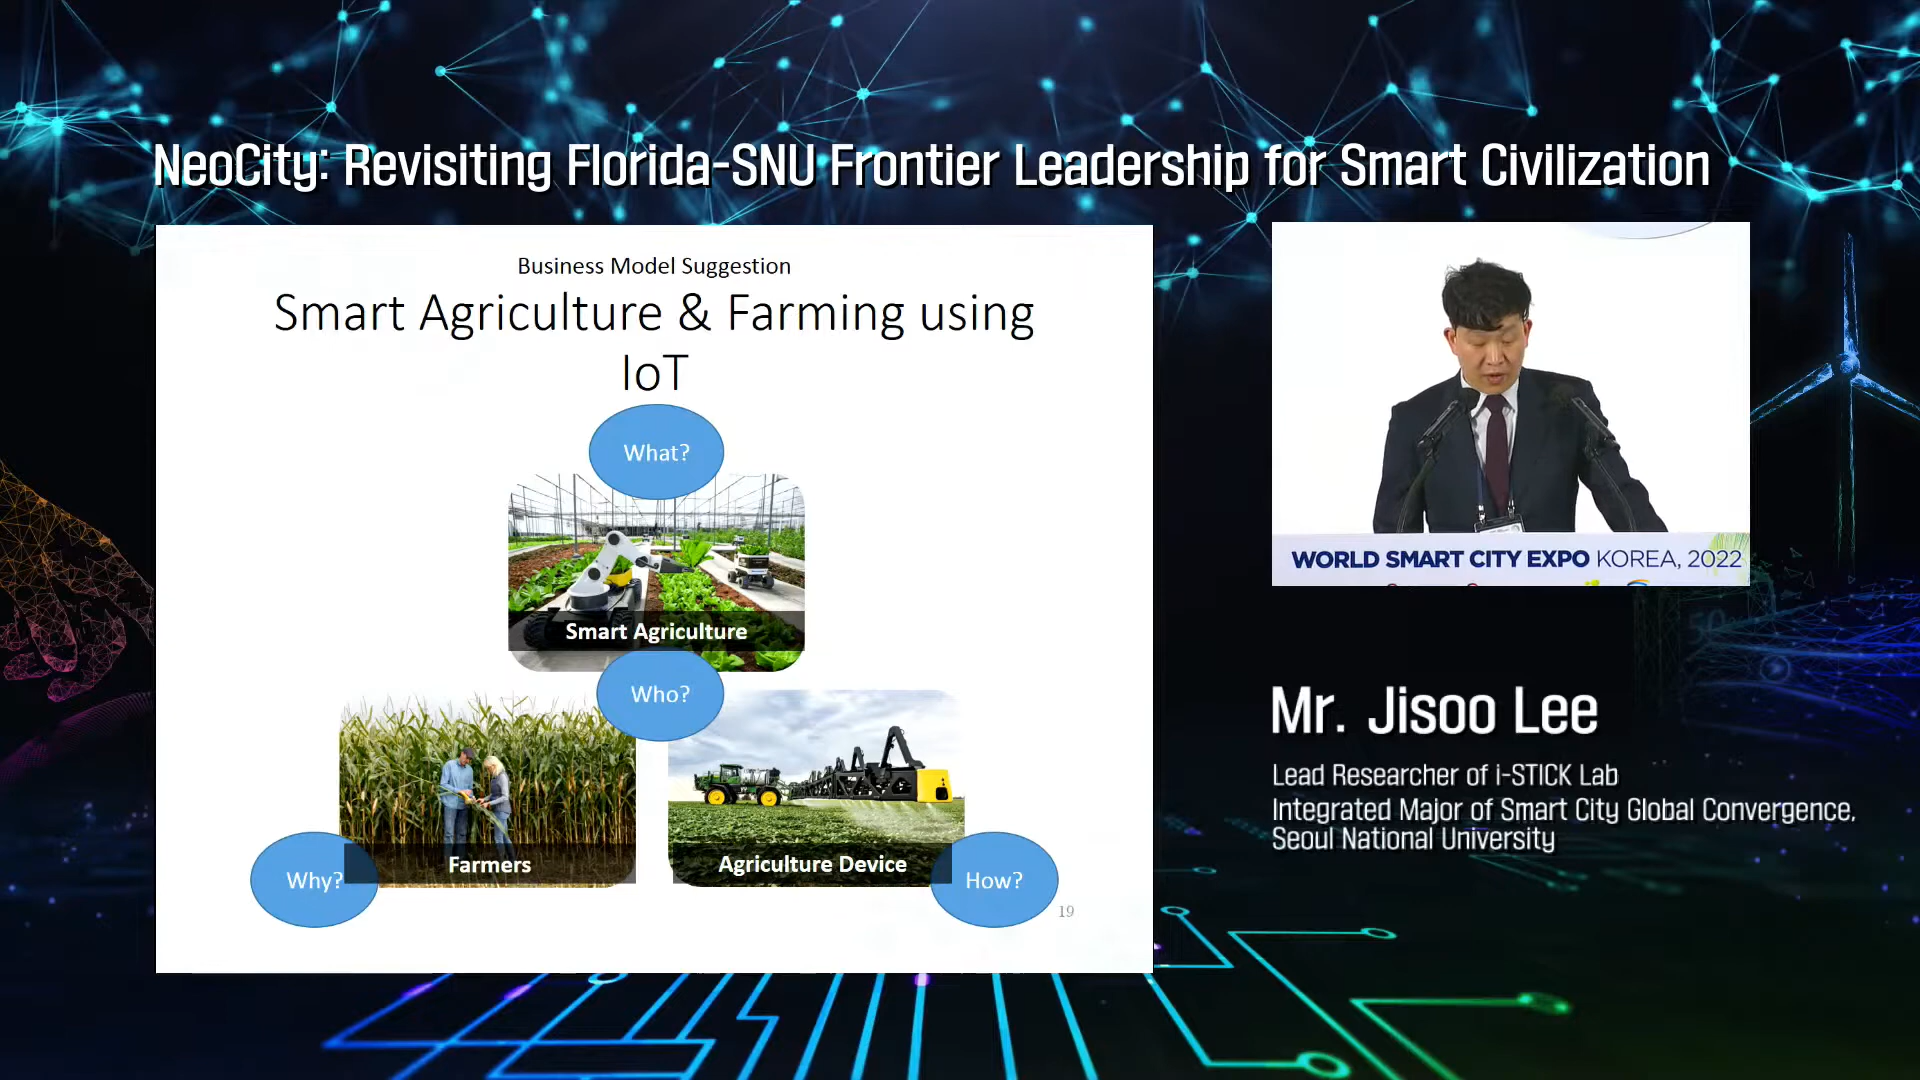 NeoCity: Revisiting Florida-SNU Frontier Leadership for Smart Civilization
Business Model Suggestion
Smart Agriculture & Farming using
IoT
What?
Smart Agriculture
Who?
Farmers
Agriculture Device
Why?
How?
19
WORLD SMART CITY EXPO KOREA, 2022
Mr. Jisoo Lee
Lead Researcher of i-STICK Lab
Integrated Major of Smart City Global Convergence,
Seoul National University